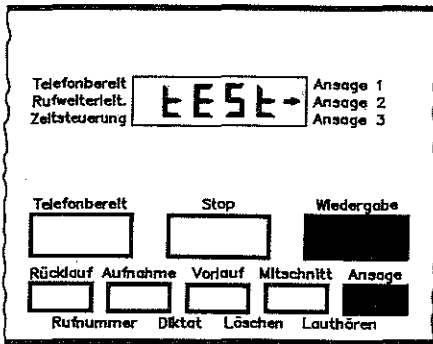 Telefonbereit
Rufweiterleit.
Zeitsteuerung
tESt →
Ansage 1
Ansage 2
Ansage 3
Telefonbereit Stop Wiedergabe
Rücklauf Aufnahme Vorlauf Mitschnitt Ansage
Rufnummer Diktat Löschen Lauthören